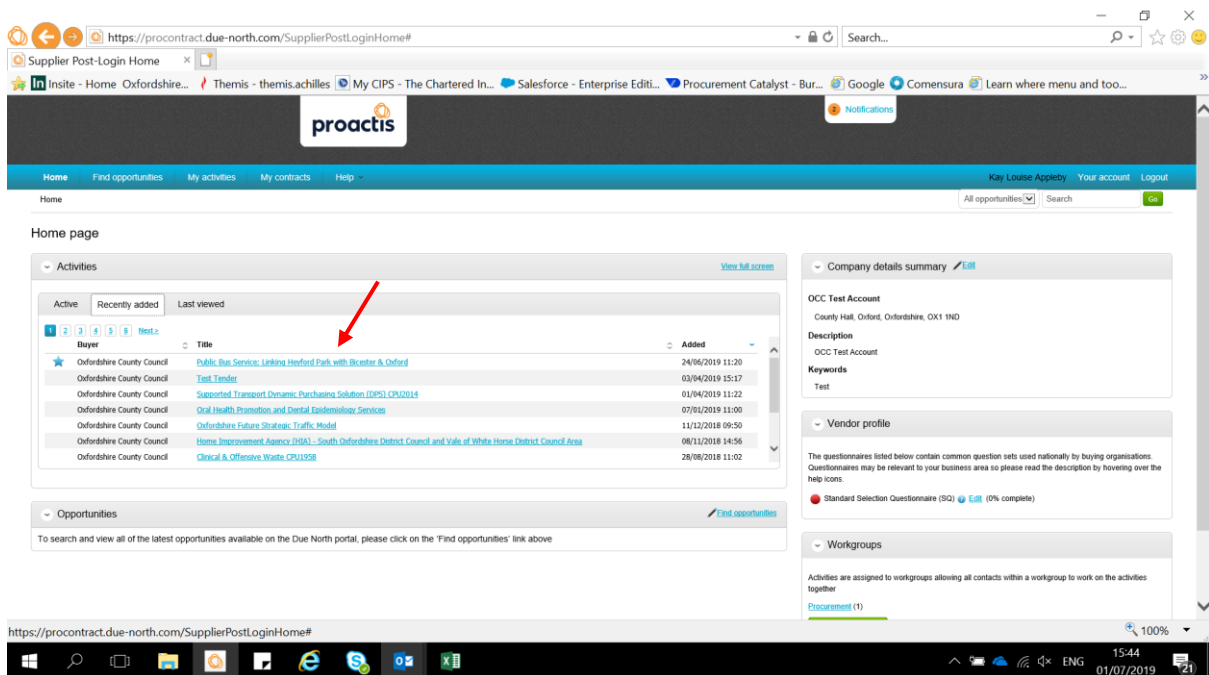 https://procontract.due-north.com/SupplierPostLoginHome#
Search...
Supplier Post-Login Home
Insite - Home Oxfordshire...
Themis - themis.achilles
My CIPS - The Chartered In...
Salesforce - Enterprise Editi...
Procurement Catalyst - Bur...
Google
Comensura
Learn where menu and too...
proactis
2 Notifications
Home Find opportunities My activities My contracts Help
Kay Louise Appleby Your account Logout
Home
All opportunities Search Go
Home page
Activities View full screen
Active Recently added Last viewed
1 2 3 4 5 6 Next >
Buyer Title Added
Oxfordshire County Council Public Bus Service: Linking Heyford Park with Bicester & Oxford 24/06/2019 11:20
Oxfordshire County Council Test Tender 03/04/2019 15:17
Oxfordshire County Council Supported Transport Dynamic Purchasing Solution (DPS) CPU2014 01/04/2019 11:22
Oxfordshire County Council Oral Health Promotion and Dental Epidemiology Services 07/01/2019 11:00
Oxfordshire County Council Oxfordshire Future Strategic Traffic Model 11/12/2018 09:50
Oxfordshire County Council Home Improvement Agency (HIA) - South Oxfordshire District Council and Vale of White Horse District Council Area 08/11/2018 14:56
Oxfordshire County Council Clinical & Offensive Waste CPU1958 28/08/2018 11:02
Opportunities Find opportunities
To search and view all of the latest opportunities available on the Due North portal, please click on the 'Find opportunities' link above
Company details summary Edit
OCC Test Account
County Hall, Oxford, Oxfordshire, OX1 1ND
Description
OCC Test Account
Keywords
Test
Vendor profile
The questionnaires listed below contain common question sets used nationally by buying organisations.
Questionnaires may be relevant to your business area so please read the description by hovering over the
help icons.
Standard Selection Questionnaire (SQ) Edit (0% complete)
Workgroups
Activities are assigned to workgroups allowing all contacts within a workgroup to work on the activities
together
Procurement (1)
https://procontract.due-north.com/SupplierPostLoginHome#
100%
ENG
15:44
01/07/2019
21